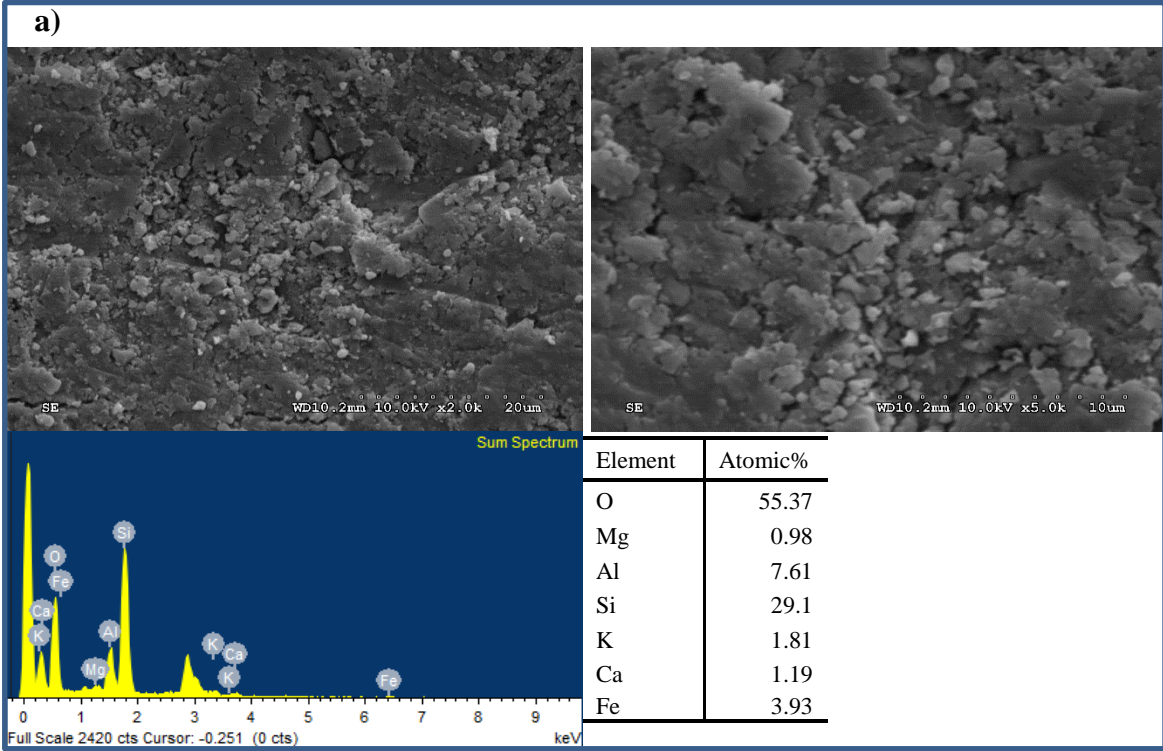 a)
SE WD10.2mm 10.0kV x2.0k 20um
SE WD10.2mm 10.0kV x5.0k 10um
Sum Spectrum
Si
O
Fe
Ca
K
Al
Mg
K
Ca
K
Fe
0 1 2 3 4 5 6 7 8 9
Full Scale 2420 cts Cursor: -0.251 (0 cts) keV
Element Atomic%
O 55.37
Mg 0.98
Al 7.61
Si 29.1
K 1.81
Ca 1.19
Fe 3.93